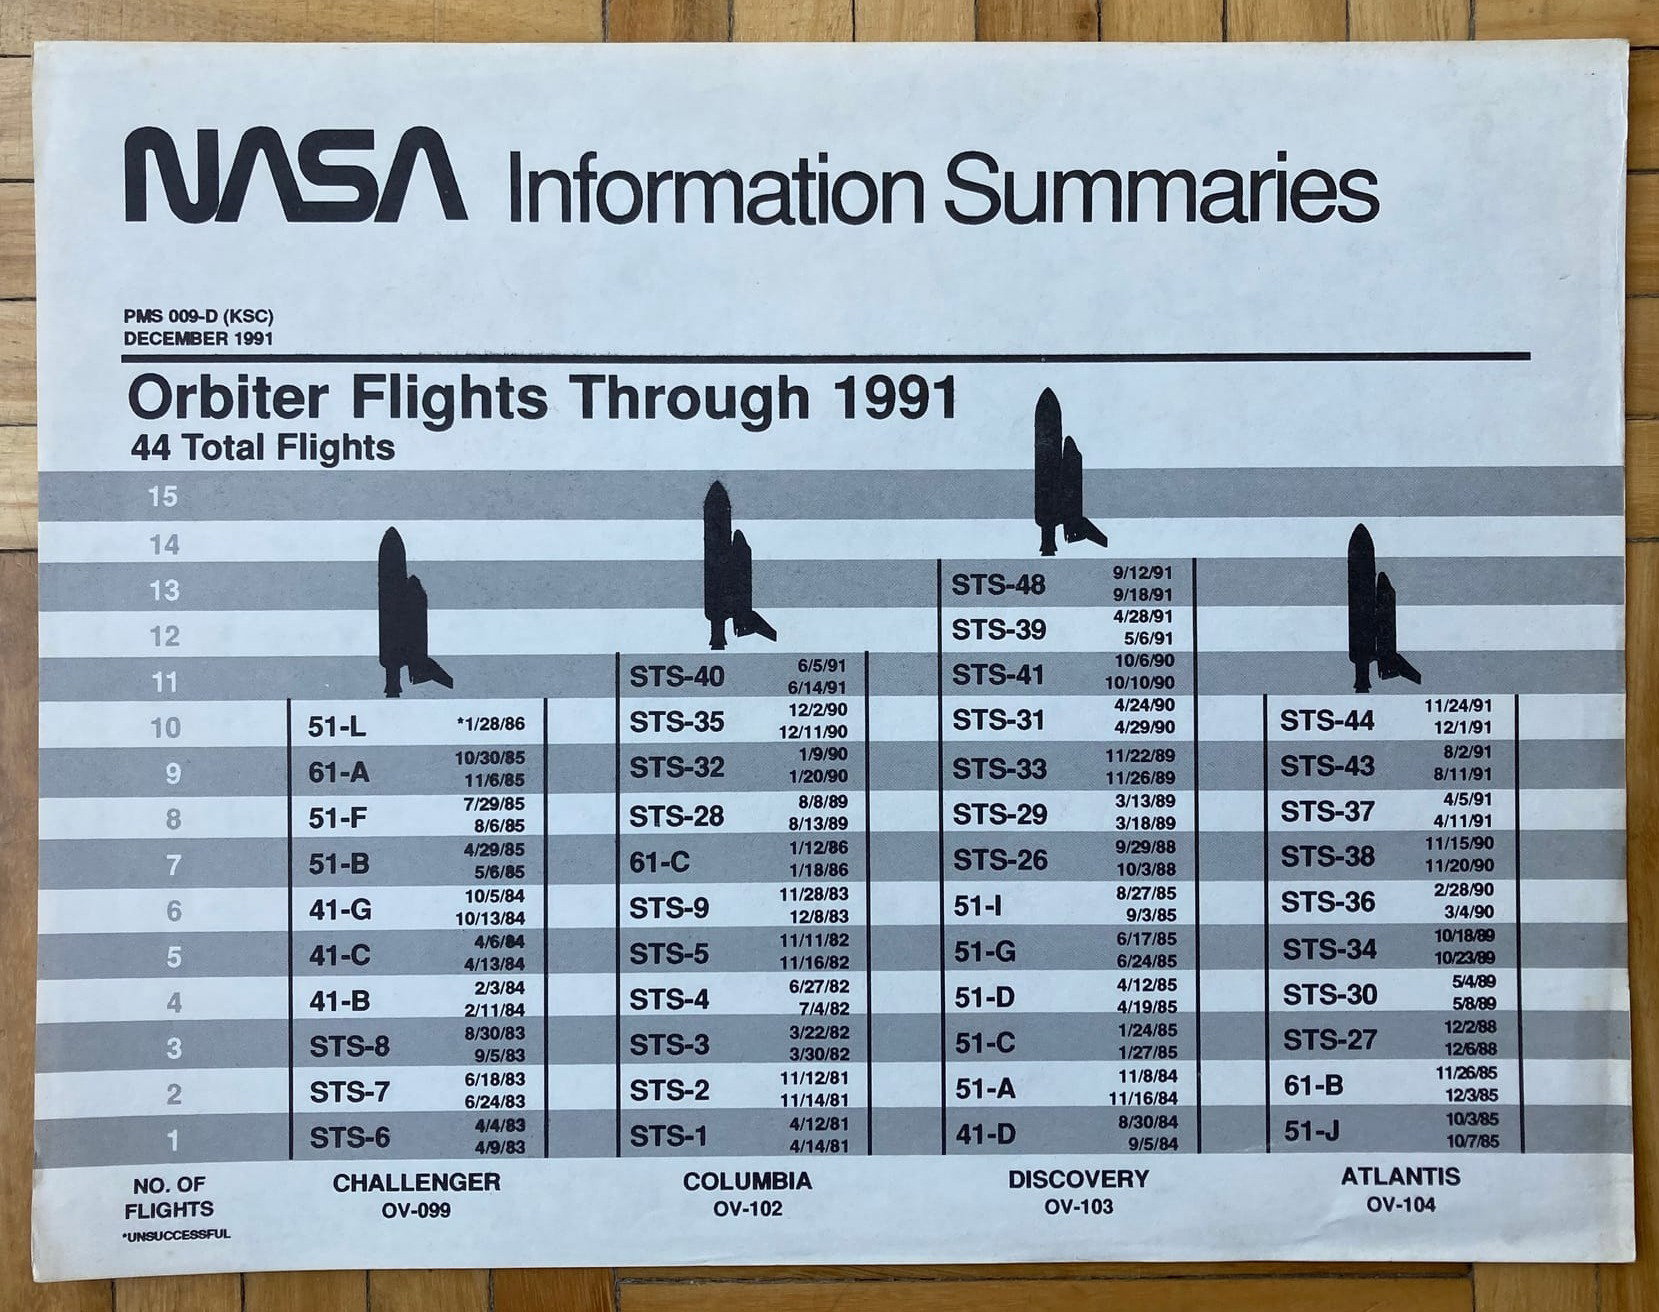 NASA Information Summaries
PMS 009-D (KSC)
DECEMBER 1991
Orbiter Flights Through 1991
44 Total Flights
15
14
13 STS-48 9/12/91 9/18/91
12 STS-39 4/28/91 5/6/91
11 STS-40 6/5/91 6/14/91 STS-41 10/6/90 10/10/90
10 51-L *1/28/86 STS-35 12/2/90 12/11/90 STS-31 4/24/90 4/29/90 STS-44 11/24/91 12/1/91
9 61-A 10/30/85 11/6/85 STS-32 1/9/90 1/20/90 STS-33 11/22/89 11/26/89 STS-43 8/2/91 8/11/91
8 51-F 7/29/85 8/6/85 STS-28 8/8/89 8/13/89 STS-29 3/13/89 3/18/89 STS-37 4/5/91 4/11/91
7 51-B 4/29/85 5/6/85 61-C 1/12/86 1/18/86 STS-26 9/29/88 10/3/88 STS-38 11/15/90 11/20/90
6 41-G 10/5/84 10/13/84 STS-9 11/28/83 12/8/83 51-I 8/27/85 9/3/85 STS-36 2/28/90 3/4/90
5 41-C 4/6/84 4/13/84 STS-5 11/11/82 11/16/82 51-G 6/17/85 6/24/85 STS-34 10/18/89 10/23/89
4 41-B 2/3/84 2/11/84 STS-4 6/27/82 7/4/82 51-D 4/12/85 4/19/85 STS-30 5/4/89 5/8/89
3 STS-8 8/30/83 9/5/83 STS-3 3/22/82 3/30/82 51-C 1/24/85 1/27/85 STS-27 12/2/88 12/6/88
2 STS-7 6/18/83 6/24/83 STS-2 11/12/81 11/14/81 51-A 11/8/84 11/16/84 61-B 11/26/85 12/3/85
1 STS-6 4/4/83 4/9/83 STS-1 4/12/81 4/14/81 41-D 8/30/84 9/5/84 51-J 10/3/85 10/7/85
NO. OF CHALLENGER COLUMBIA DISCOVERY ATLANTIS
FLIGHTS OV-099 OV-102 OV-103 OV-104
*UNSUCCESSFUL